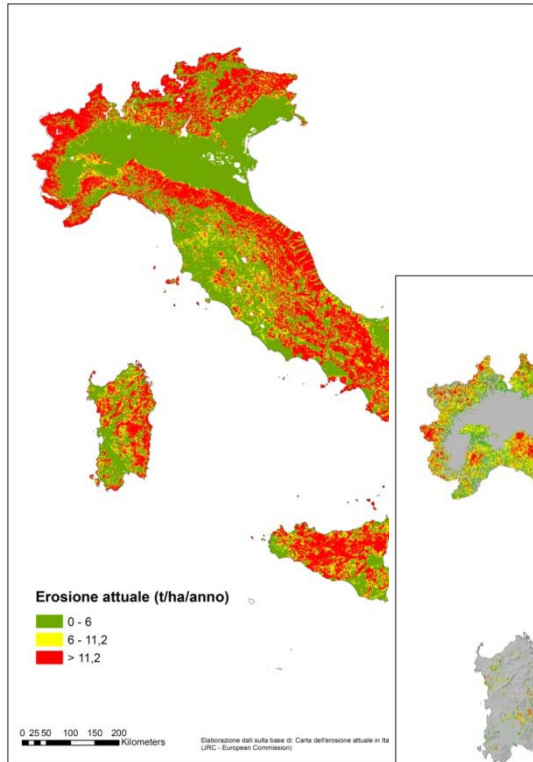 Erosione attuale (t/ha/anno)
0 - 6
6 - 11,2
> 11,2
0 25 50 100 150 200
Kilometers
Elaborazione dati sulla base di: Carta dell'erosione attuale in Ita
(JRC - European Commission)